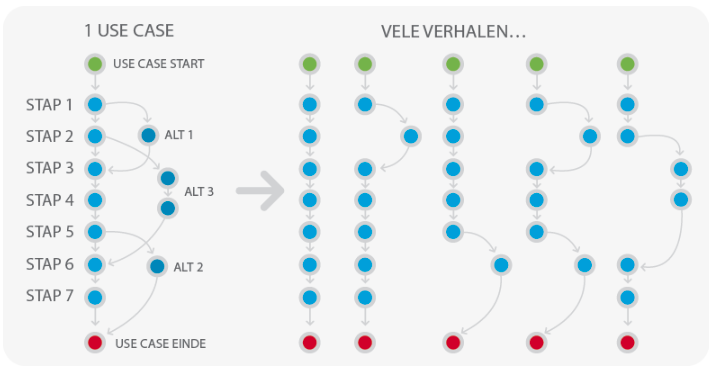 1 USE CASE
VELE VERHALEN…
USE CASE START
STAP 1
STAP 2
ALT 1
STAP 3
STAP 4
ALT 3
STAP 5
STAP 6
ALT 2
STAP 7
USE CASE EINDE